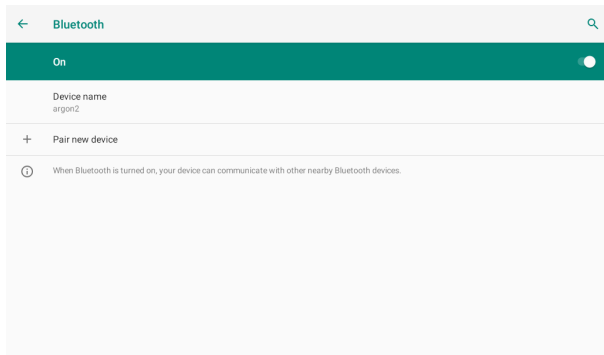 Bluetooth
On
Device name
argon2
Pair new device
When Bluetooth is turned on, your device can communicate with other nearby Bluetooth devices.